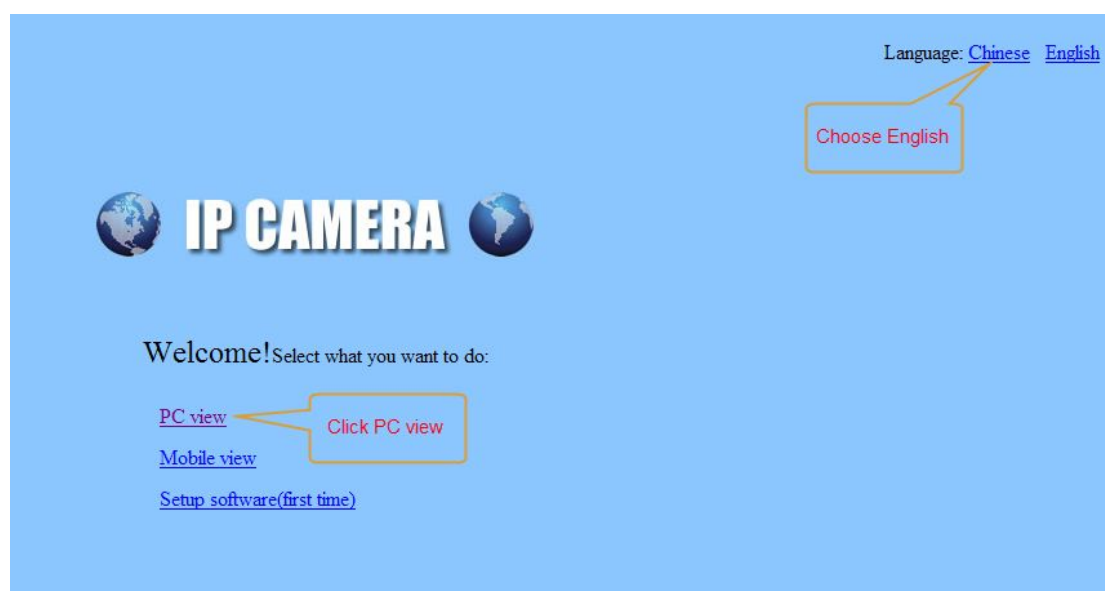 Language: Chinese English
Choose English
IP CAMERA
Welcome!Select what you want to do:
PC view
Click PC view
Mobile view
Setup software(first time)